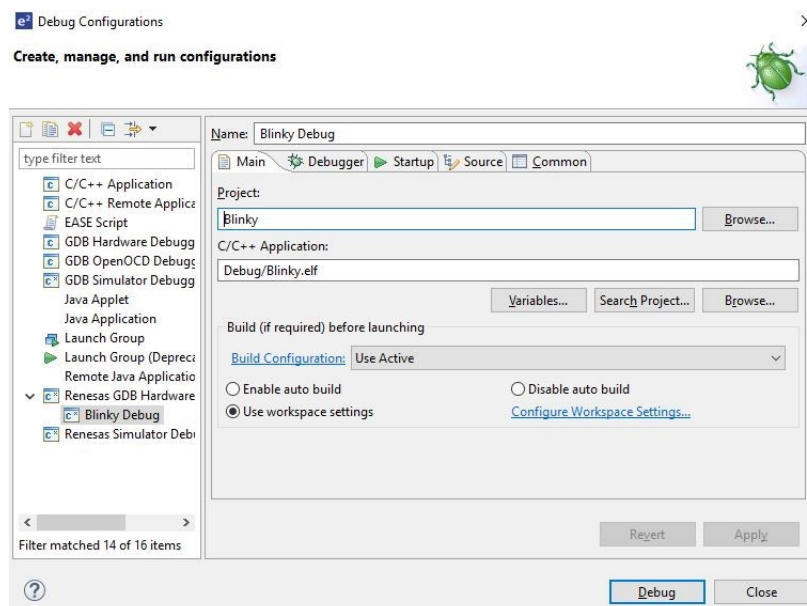 e² Debug Configurations
Create, manage, and run configurations
type filter text
C/C++ Application
C/C++ Remote Applica
EASE Script
GDB Hardware Debugg
GDB OpenOCD Debugg
GDB Simulator Debugg
Java Applet
Java Application
Launch Group
Launch Group (Depreca
Remote Java Applicatio
Renesas GDB Hardware
Blinky Debug
Renesas Simulator Debu
Filter matched 14 of 16 items
Name: Blinky Debug
Main Debugger Startup Source Common
Project:
Blinky Browse...
C/C++ Application:
Debug/Blinky.elf
Variables... Search Project... Browse...
Build (if required) before launching
Build Configuration: Use Active
Enable auto build Disable auto build
Use workspace settings Configure Workspace Settings...
Revert Apply
? Debug Close